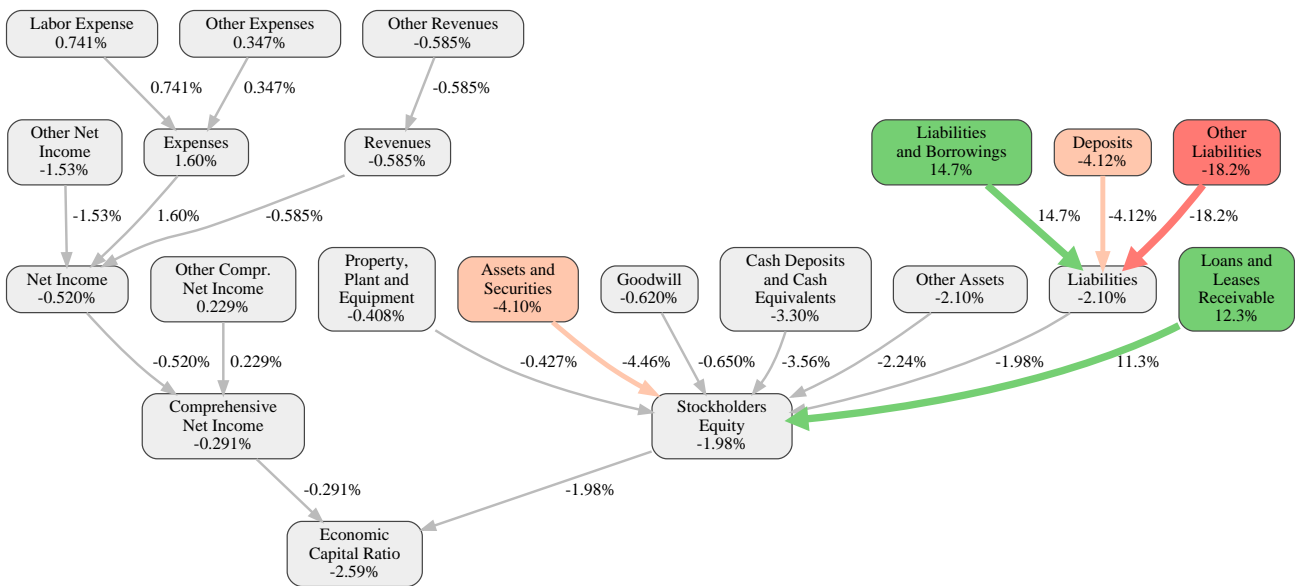 Labor Expense
0.741%
Other Expenses
0.347%
Other Revenues
-0.585%
0.741%
0.347%
-0.585%
Other Net
Income
-1.53%
Expenses
1.60%
Revenues
-0.585%
Liabilities
and Borrowings
14.7%
Deposits
-4.12%
Other
Liabilities
-18.2%
-1.53%
1.60%
-0.585%
14.7%
-4.12%
-18.2%
Net Income
-0.520%
Other Compr.
Net Income
0.229%
Property,
Plant and
Equipment
-0.408%
Assets and
Securities
-4.10%
Goodwill
-0.620%
Cash Deposits
and Cash
Equivalents
-3.30%
Other Assets
-2.10%
Liabilities
-2.10%
Loans and
Leases
Receivable
12.3%
-0.520%
0.229%
-0.427%
-4.46%
-0.650%
-3.56%
-2.24%
-1.98%
11.3%
Comprehensive
Net Income
-0.291%
Stockholders
Equity
-1.98%
-0.291%
-1.98%
Economic
Capital Ratio
-2.59%